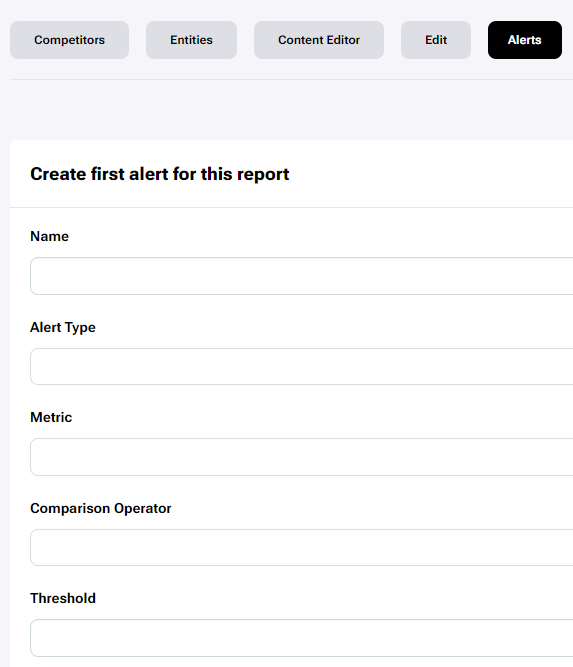 Competitors Entities Content Editor Edit Alerts
Create first alert for this report
Name
Alert Type
Metric
Comparison Operator
Threshold